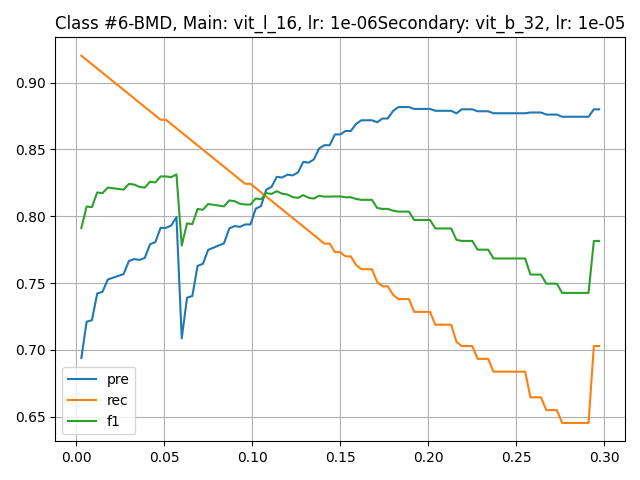 Class #6-BMD, Main: vit_l_16, lr: 1e-06Secondary: vit_b_32, lr: 1e-05
0.90
0.85
0.80
0.75
0.70
0.65
pre
rec
f1
0.00 0.05 0.10 0.15 0.20 0.25 0.30